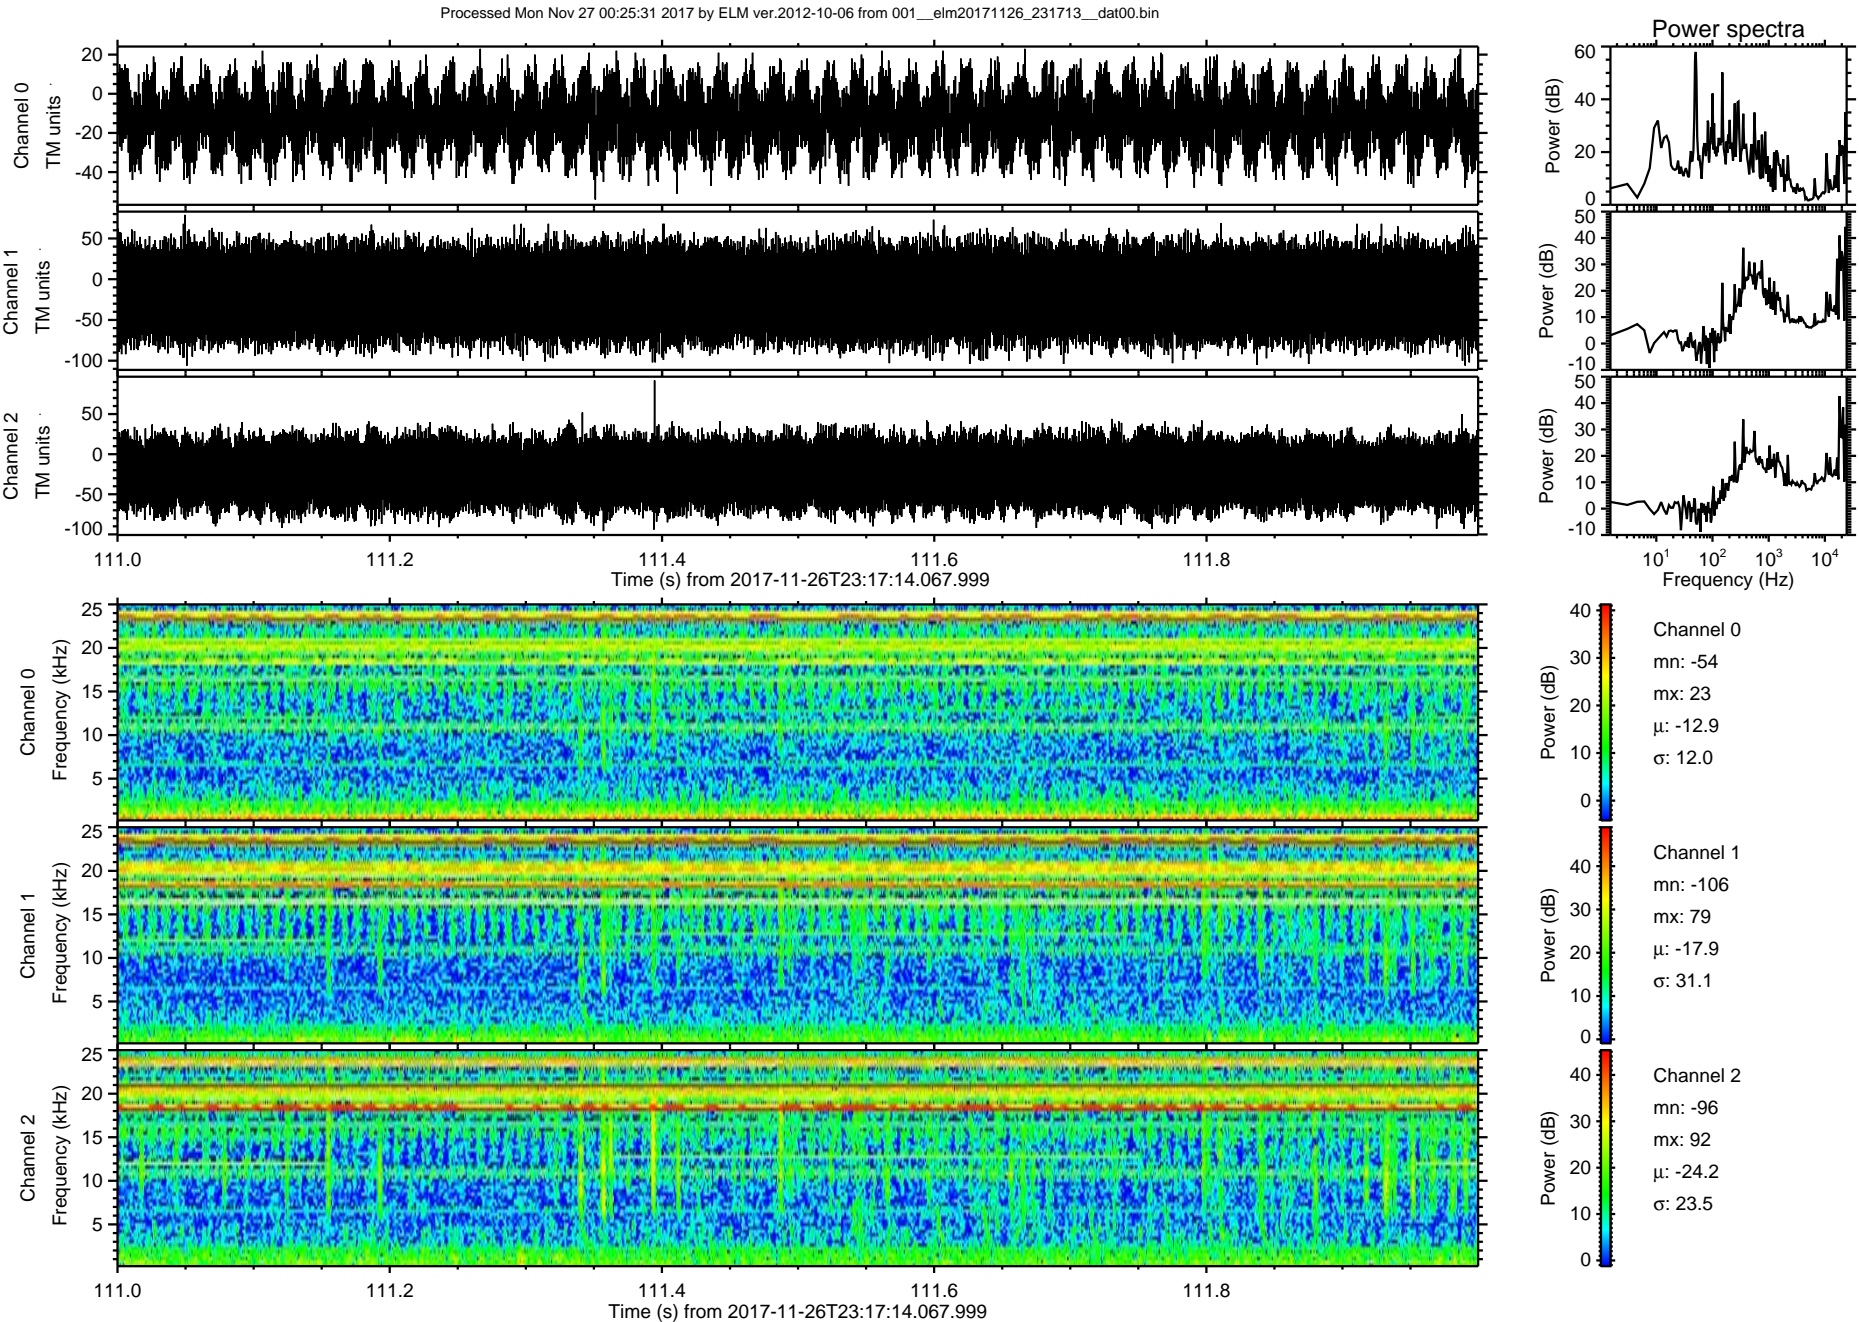 Processed Mon Nov 27 00:25:31 2017 by ELM ver.2012-10-06 from 001__elm20171126_231713__dat00.bin
Power spectra
Channel 0
TM units
20
0
-20
-40
Power (dB)
60
40
20
0
Channel 1
TM units
50
0
-50
-100
Power (dB)
50
40
30
20
10
0
-10
Channel 2
TM units
50
0
-50
-100
Power (dB)
50
40
30
20
10
0
-10
111.0 111.2 111.4 111.6 111.8
Time (s) from 2017-11-26T23:17:14.067.999
10^1 10^2 10^3 10^4
Frequency (Hz)
Channel 0
Frequency (kHz)
25
20
15
10
5
Power (dB)
40
30
20
10
0
Channel 0
mn: -54
mx: 23
μ: -12.9
σ: 12.0
Channel 1
Frequency (kHz)
25
20
15
10
5
Power (dB)
40
30
20
10
0
Channel 1
mn: -106
mx: 79
μ: -17.9
σ: 31.1
Channel 2
Frequency (kHz)
25
20
15
10
5
Power (dB)
40
30
20
10
0
Channel 2
mn: -96
mx: 92
μ: -24.2
σ: 23.5
111.0 111.2 111.4 111.6 111.8
Time (s) from 2017-11-26T23:17:14.067.999